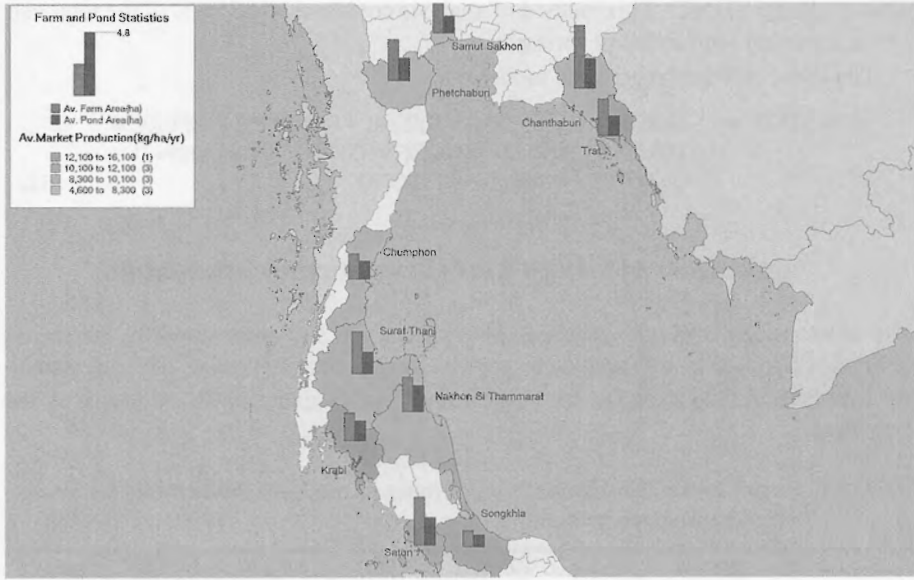 Farm and Pond Statistics
4.8
Av. Farm Area(ha)
Av. Pond Area(ha)
Av.Market Production(kg/ha/yr)
12,100 to 16,100 (1)
10,100 to 12,100 (3)
8,300 to 10,100 (3)
4,600 to 8,300 (3)
Samut Sakhon
Phetchaburi
Chanthaburi
Trat
Chumphon
Surat Thani
Nakhon Si Thammarat
Krabi
Songkhla
Satun